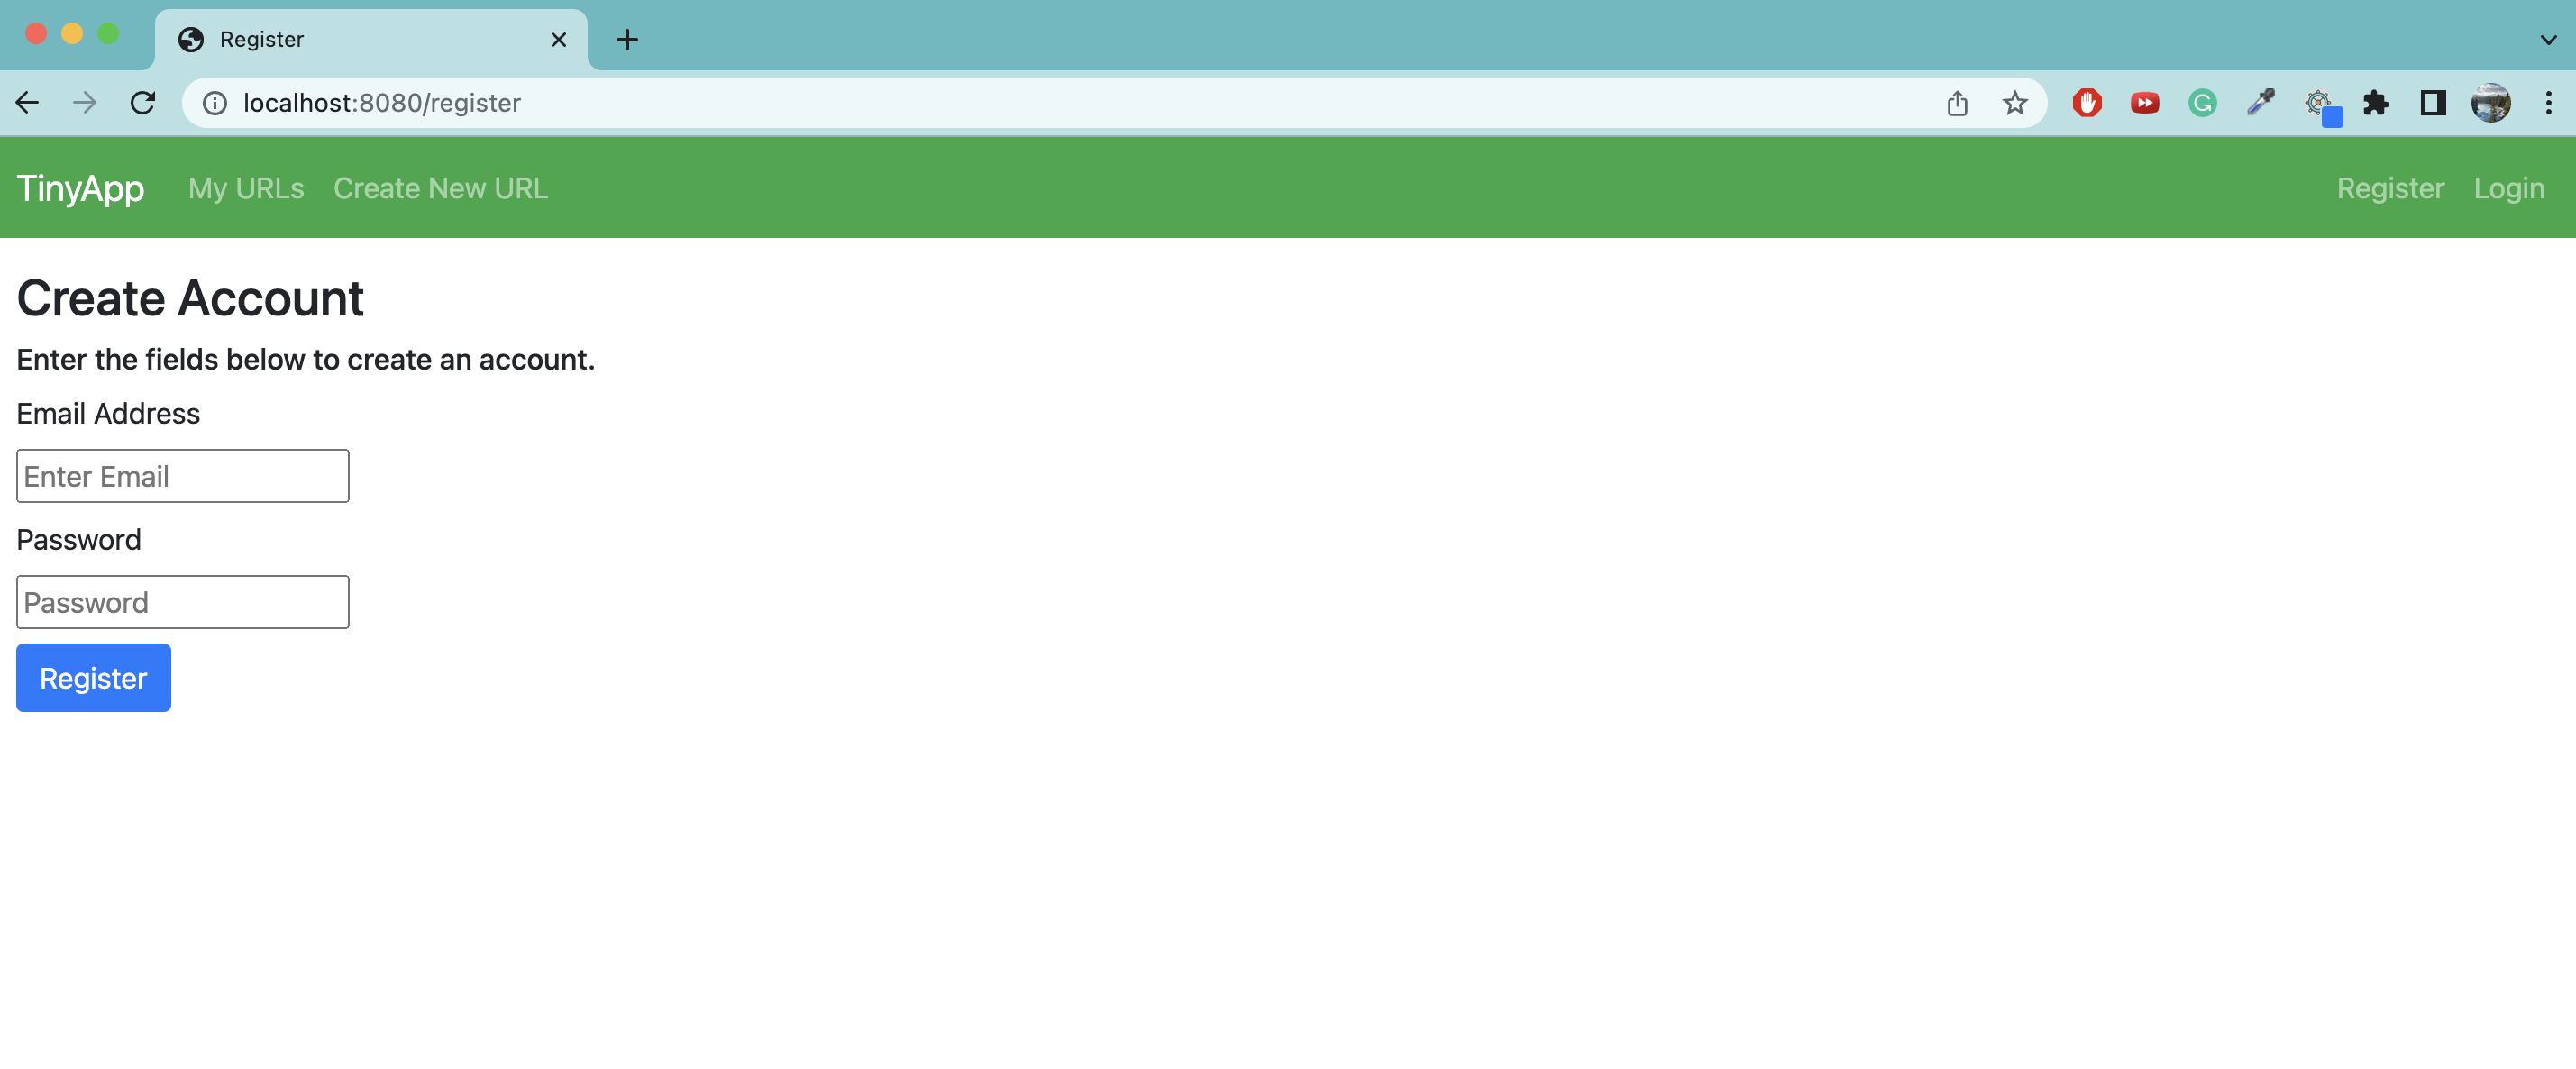 Register
localhost:8080/register
TinyApp My URLs Create New URL Register Login
Create Account
Enter the fields below to create an account.
Email Address
Enter Email
Password
Password
Register